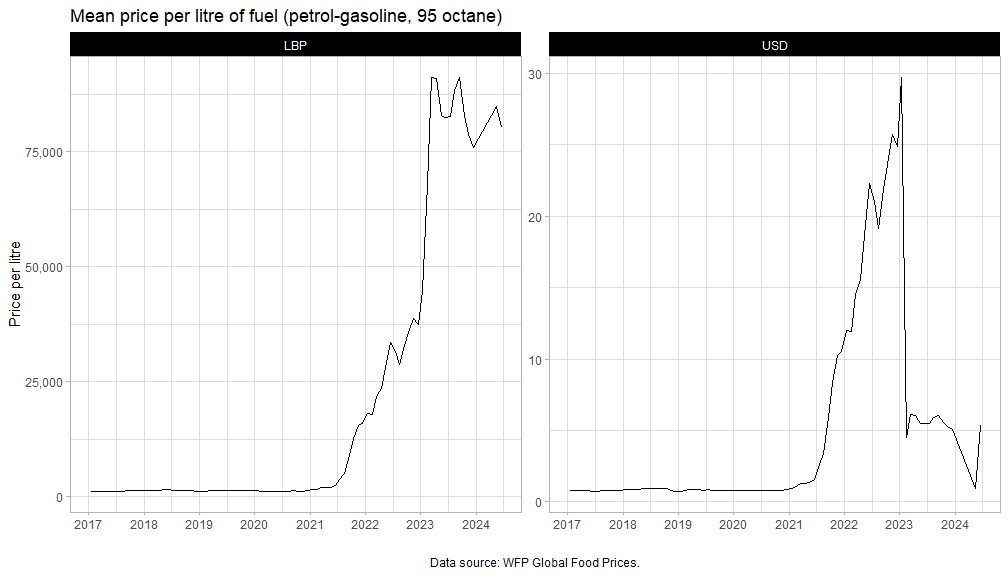 Mean price per litre of fuel (petrol-gasoline, 95 octane)
LBP
USD
Price per litre
75,000
50,000
25,000
0
2017 2018 2019 2020 2021 2022 2023 2024
30
20
10
0
2017 2018 2019 2020 2021 2022 2023 2024
Data source: WFP Global Food Prices.